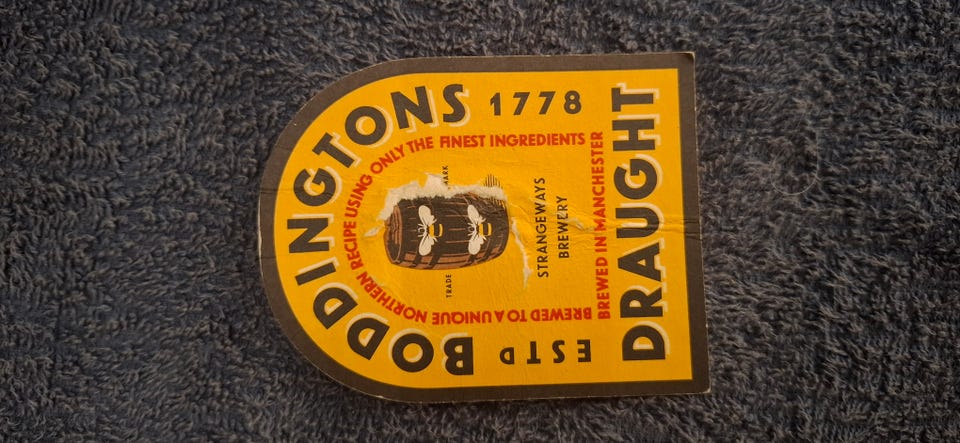 BODDINGTONS
ESTD 1778
BREWED TO A UNIQUE NORTHERN RECIPE USING ONLY THE FINEST INGREDIENTS
TRADE MARK
STRANGEWAYS
BREWERY
BREWED IN MANCHESTER
DRAUGHT